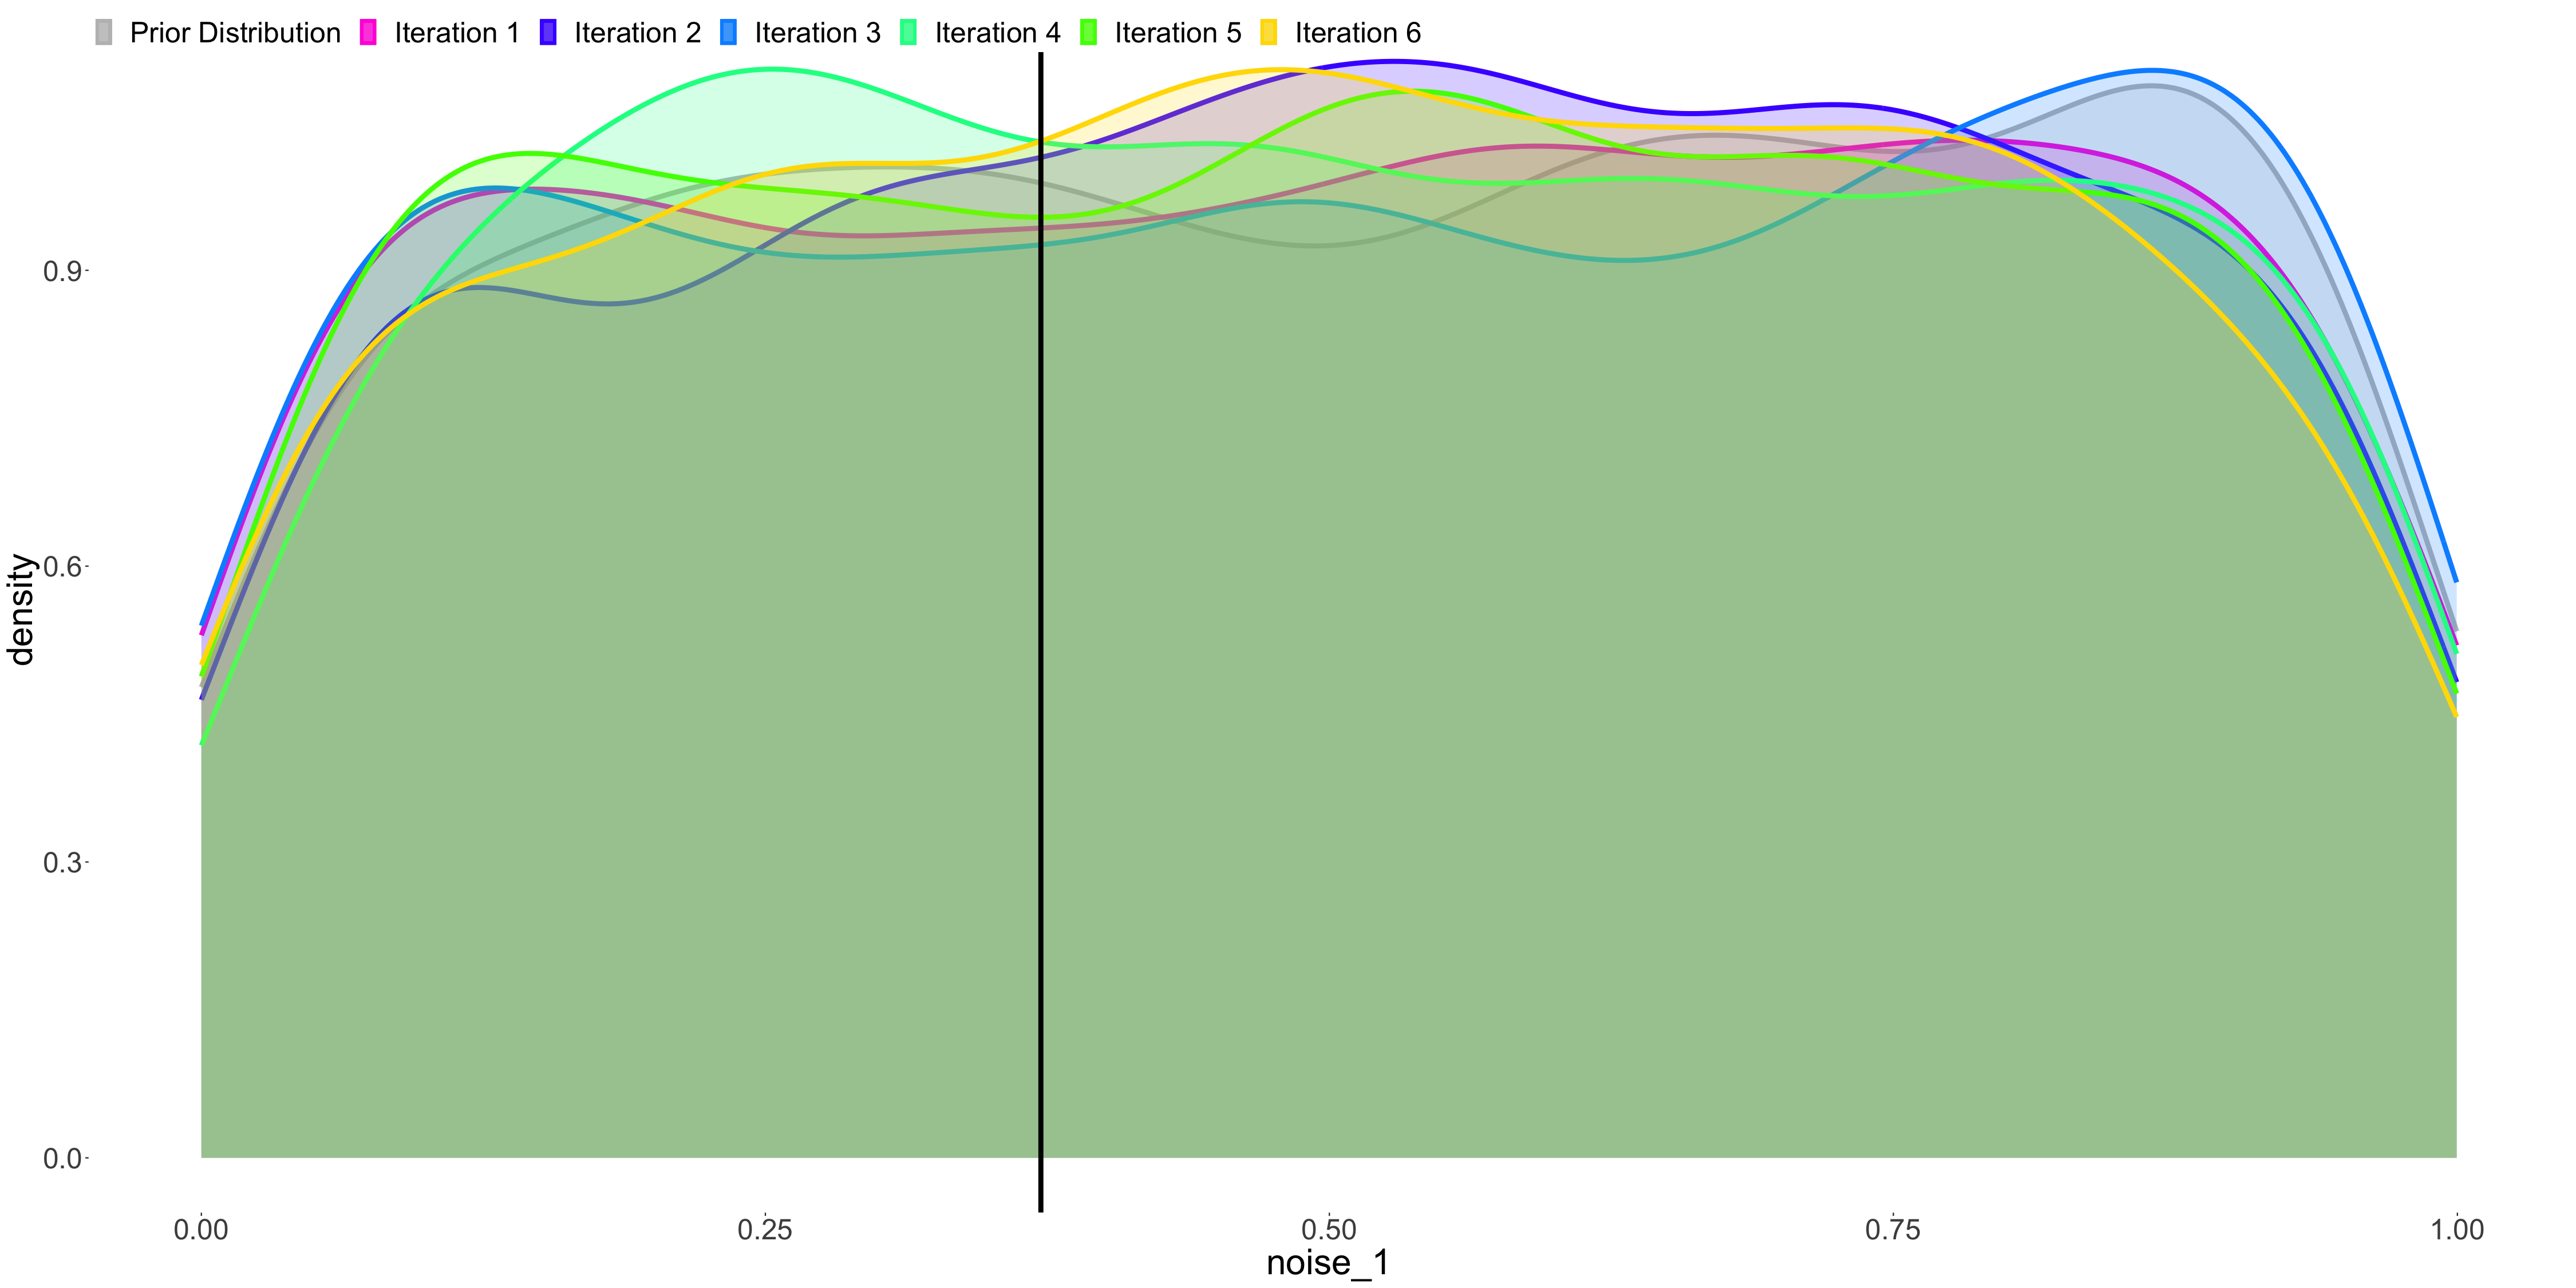 Prior Distribution Iteration 1 Iteration 2 Iteration 3 Iteration 4 Iteration 5 Iteration 6
0.9
0.6
0.3
0.0
density
0.00 0.25 0.50 0.75 1.00
noise_1